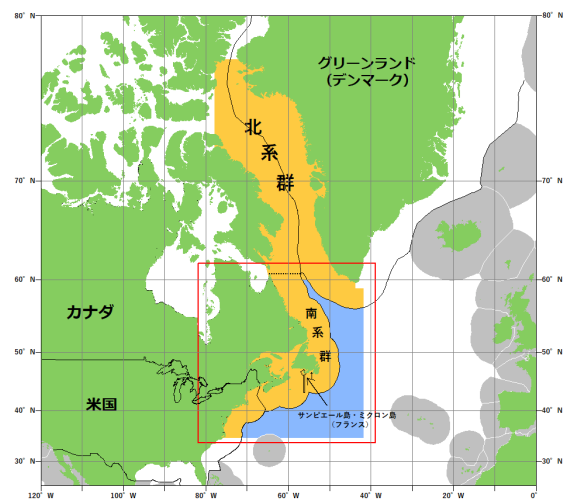 80° N
80° N
グリーンランド
(デンマーク)
北
系
群
70°
70°
60°
60°
カナダ
南
系
群
50°
50°
米国
サンピエール島・ミクロン島
(フランス)
40°
40°
30°
30°
120° W
100° W
80° W
60° W
40° W
20° W
0°